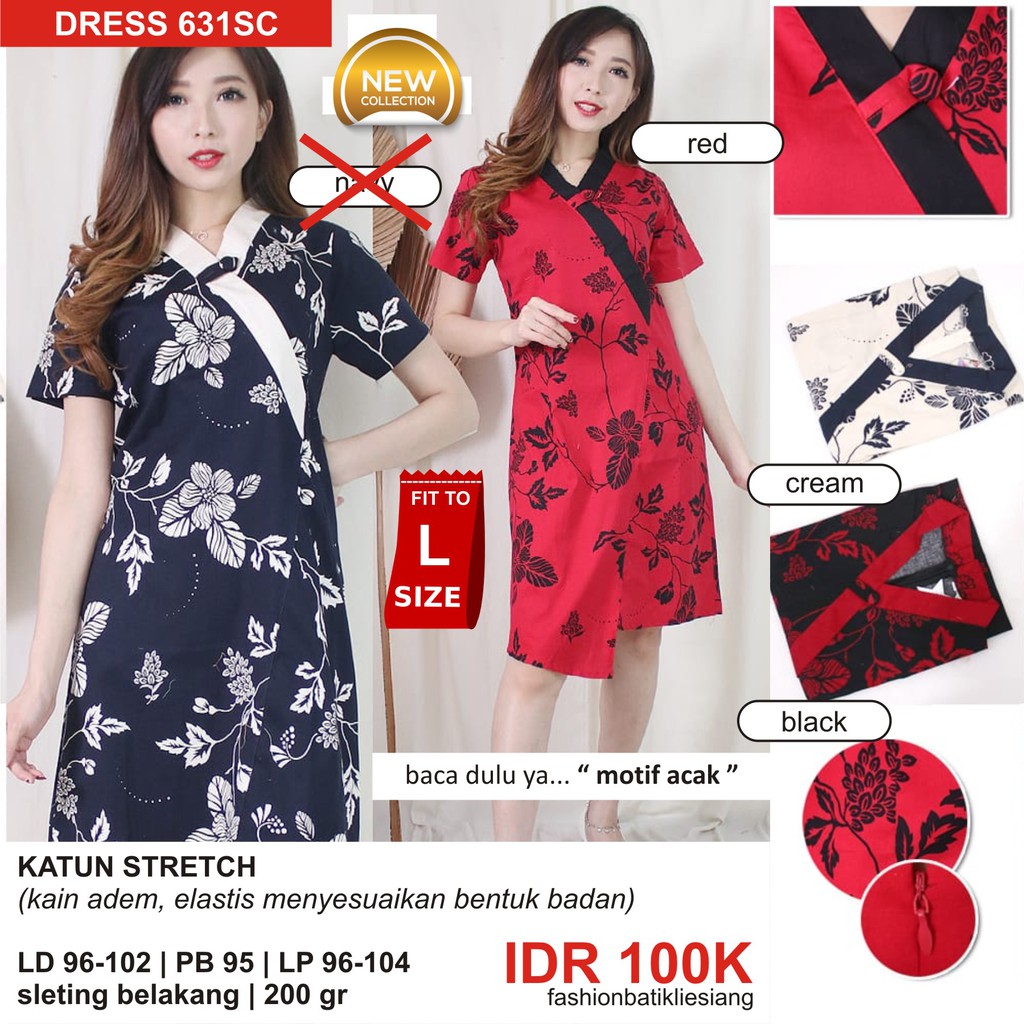 DRESS 631SC
NEW
COLLECTION
navy
red
FIT TO
L
SIZE
cream
black
baca dulu ya... “ motif acak ”
KATUN STRETCH
(kain adem, elastis menyesuaikan bentuk badan)
LD 96-102 | PB 95 | LP 96-104
sleting belakang | 200 gr
IDR 100K
fashionbatikliesiang